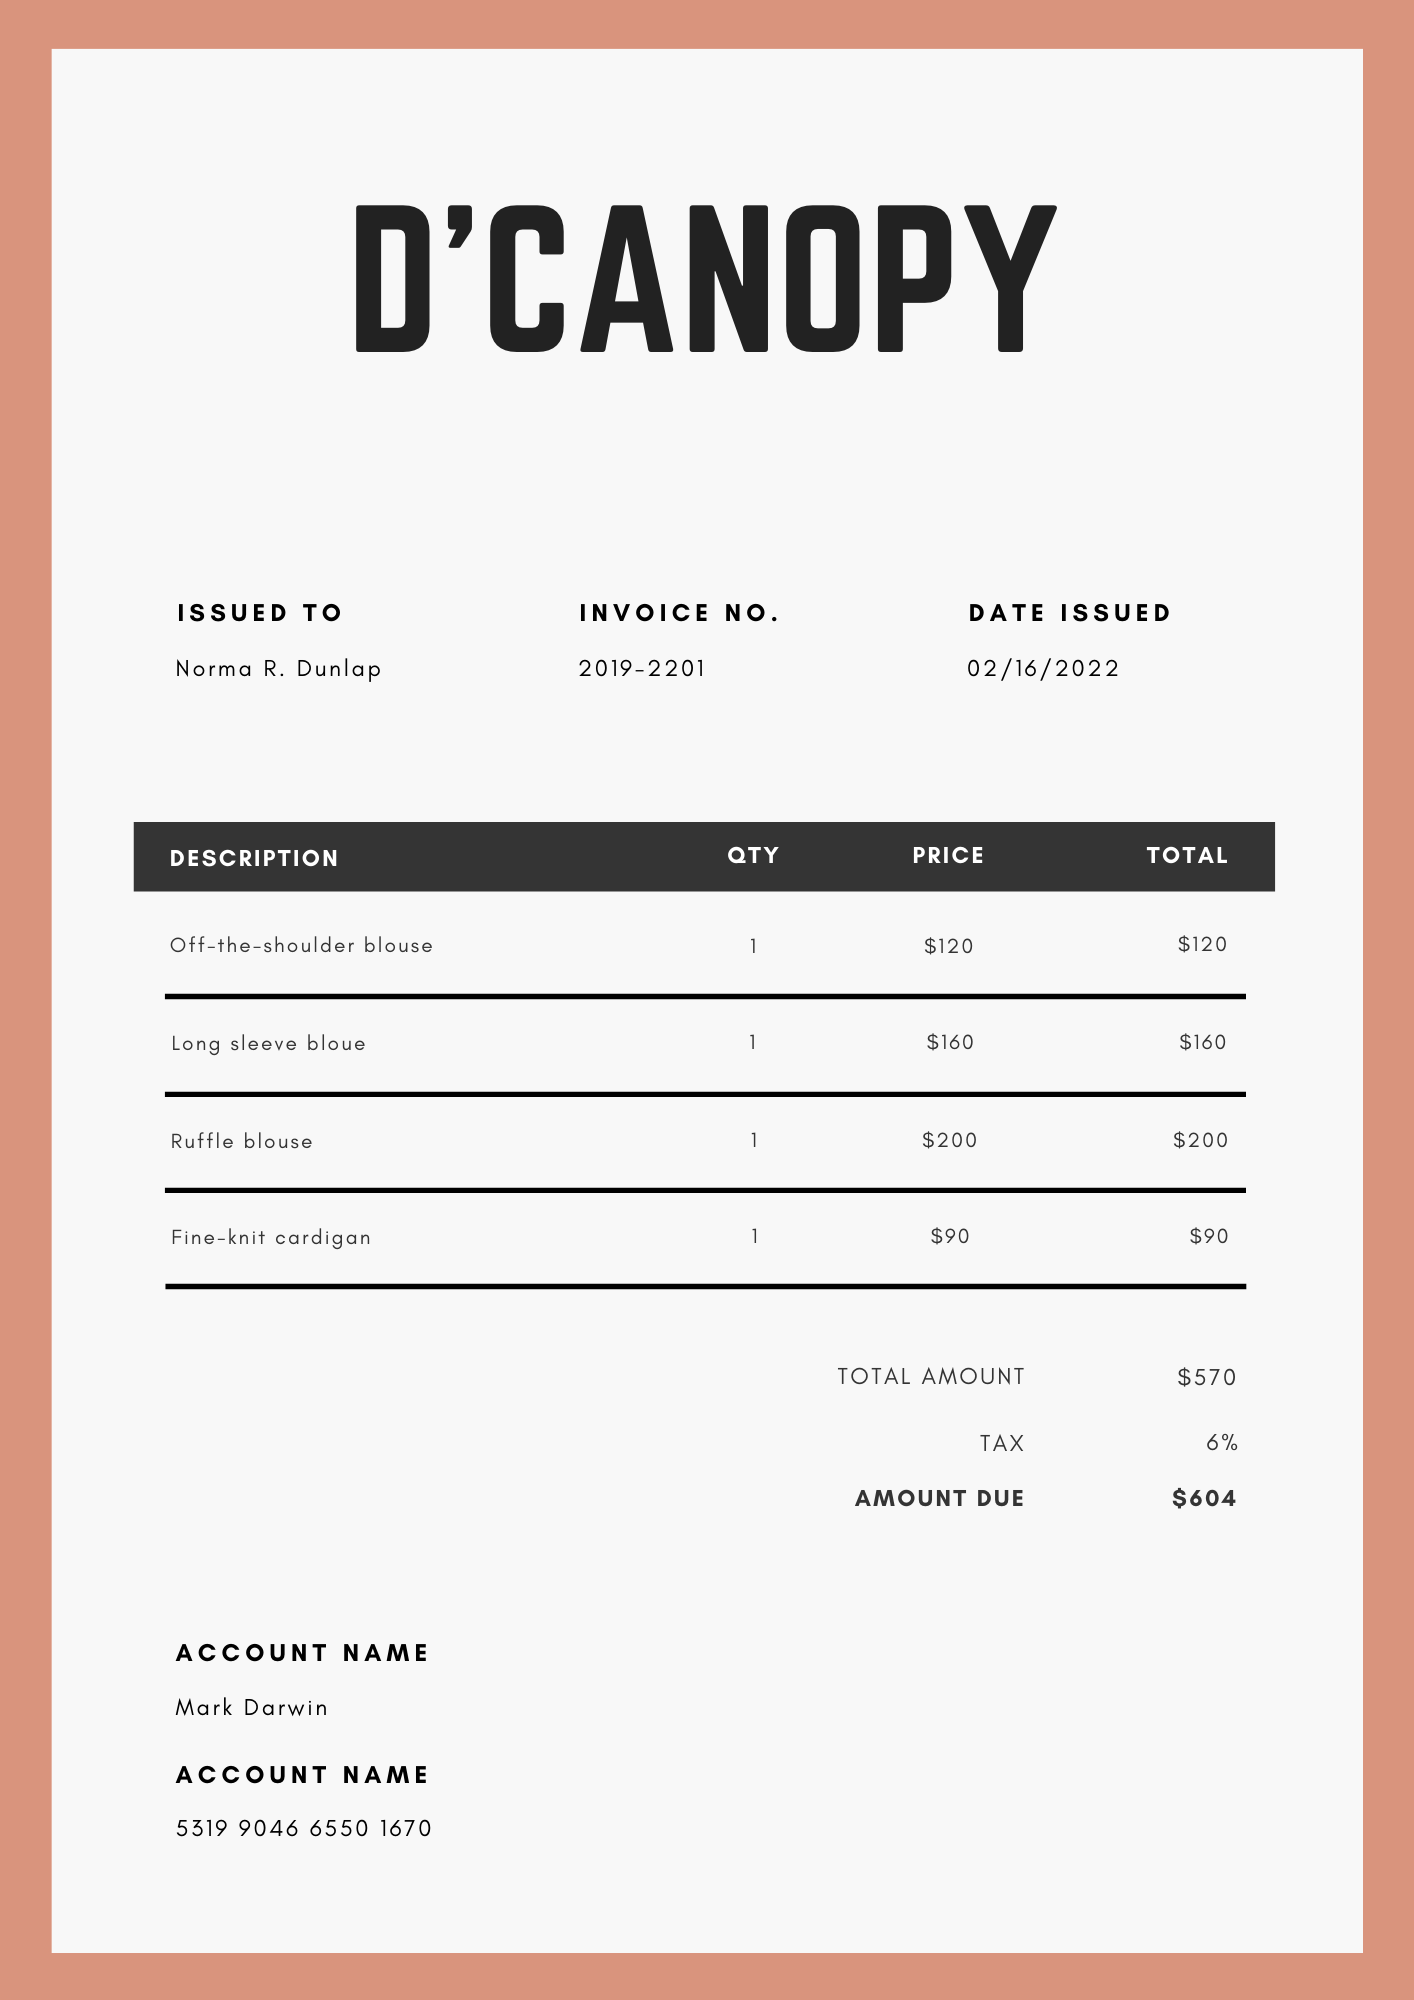 D'CANOPY
ISSUED TO INVOICE NO. DATE ISSUED
Norma R. Dunlap 2019-2201 02/16/2022
DESCRIPTION QTY PRICE TOTAL
Off-the-shoulder blouse 1 $120 $120
Long sleeve bloue 1 $160 $160
Ruffle blouse 1 $200 $200
Fine-knit cardigan 1 $90 $90
TOTAL AMOUNT $570
TAX 6%
AMOUNT DUE $604
ACCOUNT NAME
Mark Darwin
ACCOUNT NAME
5319 9046 6550 1670